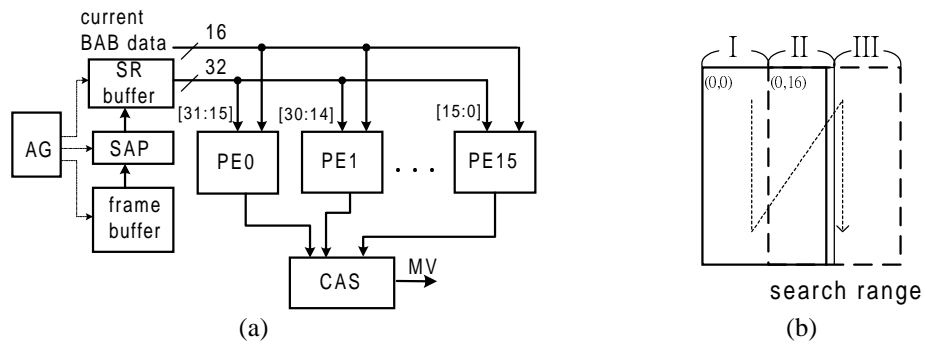 current
BAB data
16
32
SR
buffer
[31:15]
[30:14]
[15:0]
AG
SAP
PE0
PE1
. . .
PE15
frame
buffer
CAS
MV
(a)
I
II
III
(0,0)
(0,16)
search range
(b)